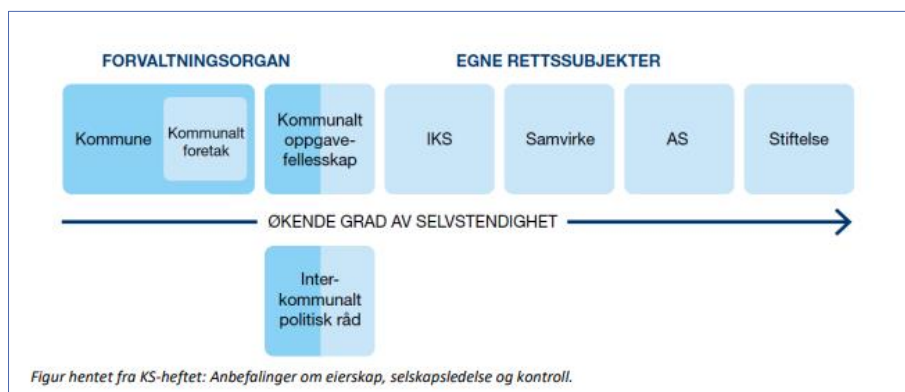 FORVALTNINGSORGAN
EGNE RETTSSUBJEKTER
Kommune
Kommunalt
foretak
Kommunalt
oppgave-
fellesskap
IKS
Samvirke
AS
Stiftelse
ØKENDE GRAD AV SELVSTENDIGHET
Inter-
kommunalt
politisk råd
Figur hentet fra KS-heftet: Anbefalinger om eierskap, selskapsledelse og kontroll.